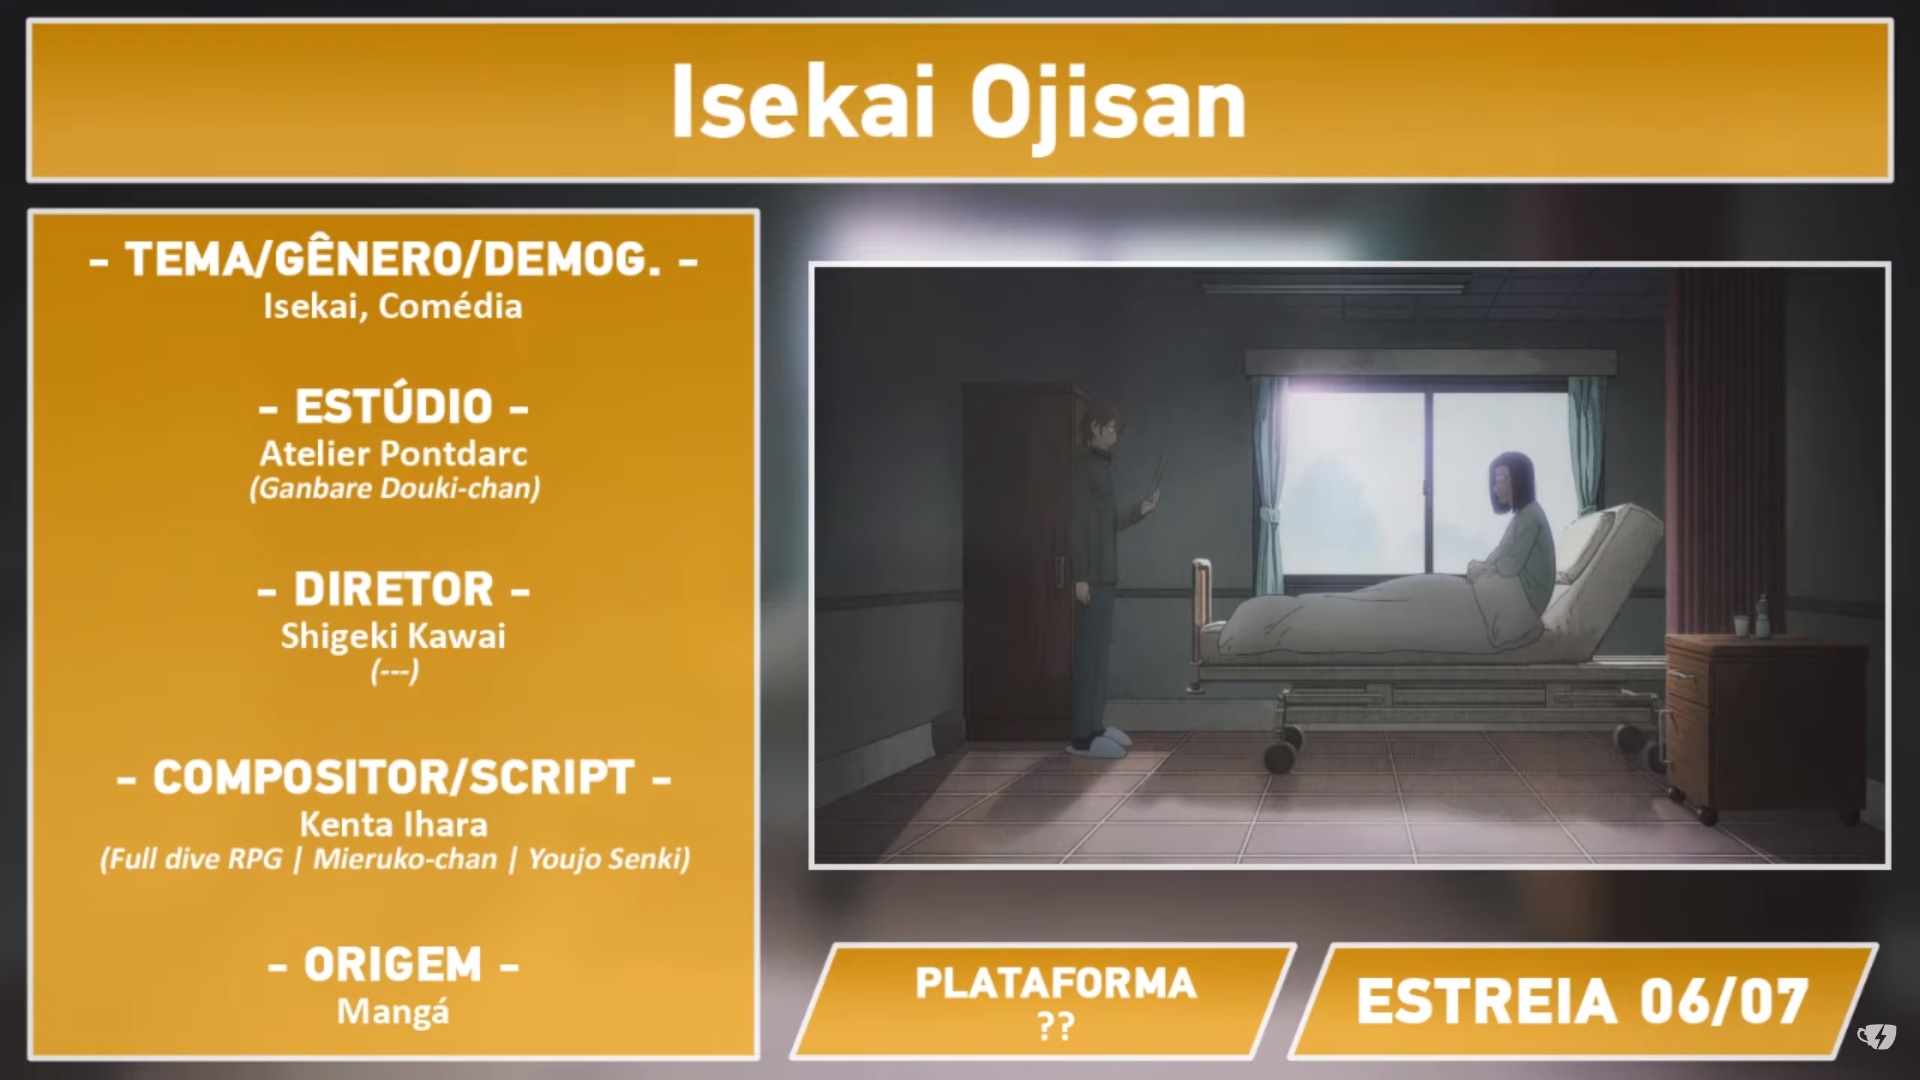 Isekai Ojisan
- TEMA/GÊNERO/DEMOG. -
Isekai, Comédia
- ESTÚDIO -
Atelier Pontdarc
(Ganbare Douki-chan)
- DIRETOR -
Shigeki Kawai
(---)
- COMPOSITOR/SCRIPT -
Kenta Ihara
(Full dive RPG | Mieruko-chan | Youjo Senki)
- ORIGEM -
Mangá
PLATAFORMA
??
ESTREIA 06/07